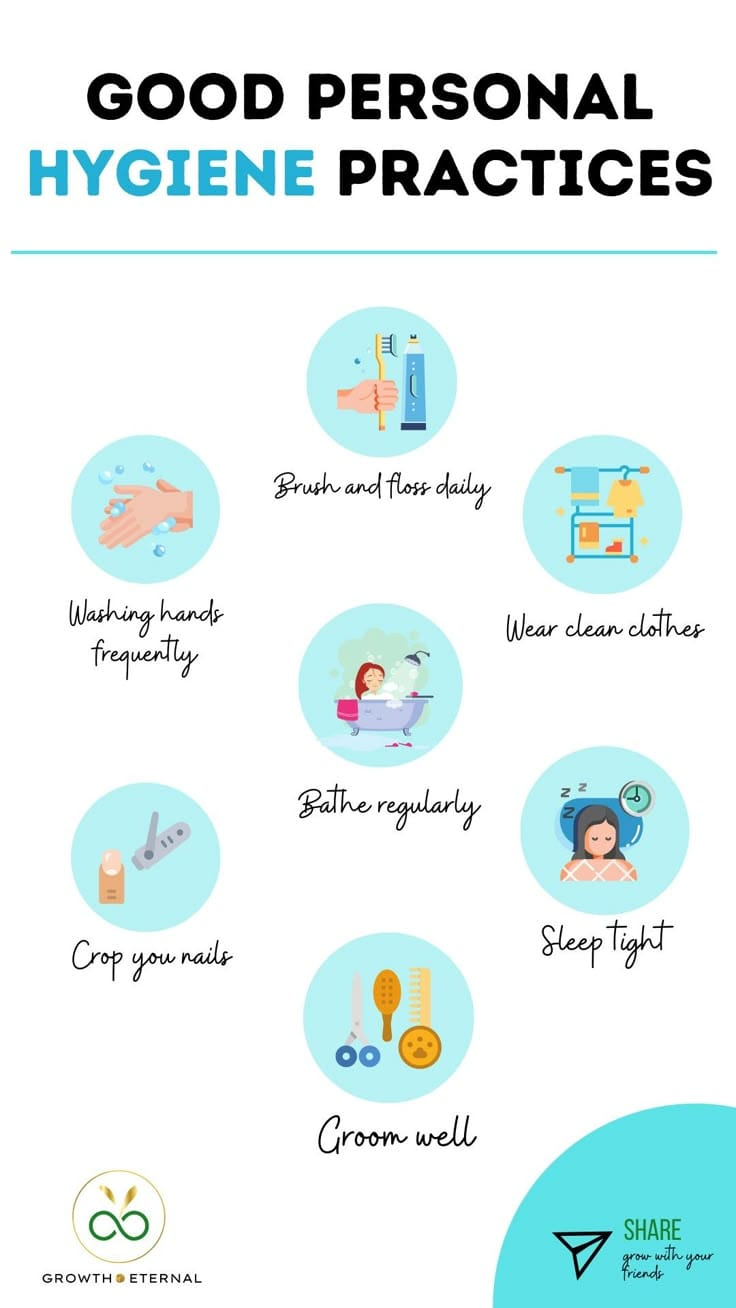 GOOD PERSONAL
HYGIENE PRACTICES
Brush and floss daily
Washing hands
frequently
Wear clean clothes
Bathe regularly
Crop you nails
Sleep tight
Groom well
GROWTH ETERNAL
SHARE
grow with your
friends